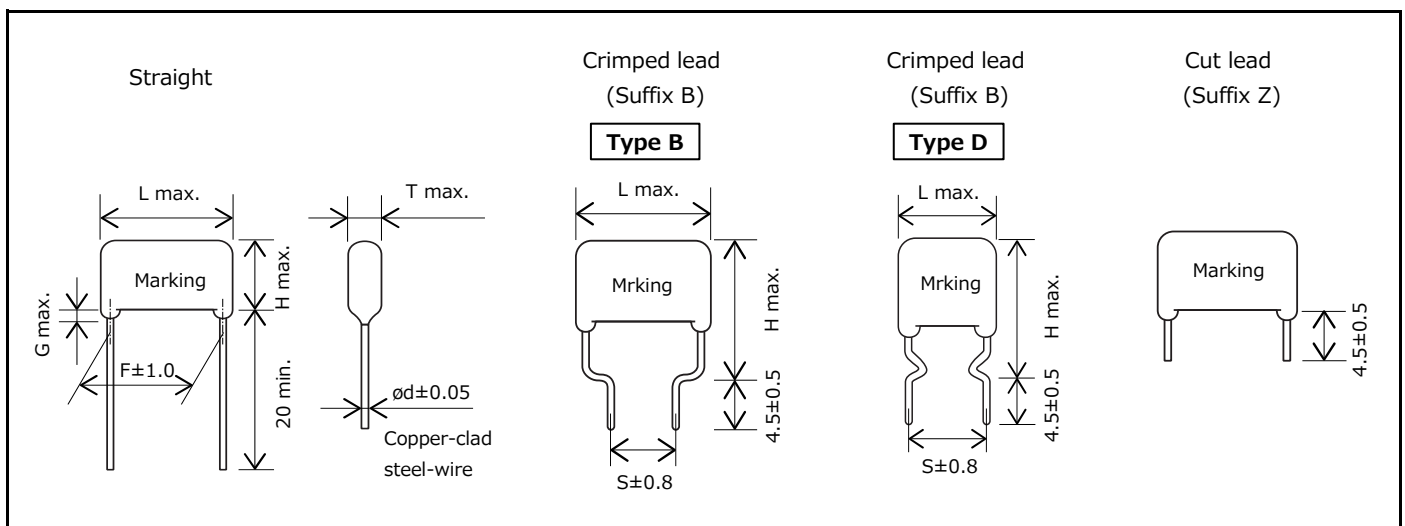 Straight
L max.
T max.
H max.
Marking
G max.
F±1.0
20 min.
ød±0.05
Copper-clad
steel-wire
Crimped lead
(Suffix B)
Type B
L max.
Mrking
H max.
4.5±0.5
S±0.8
Crimped lead
(Suffix B)
Type D
L max.
Mrking
H max.
4.5±0.5
S±0.8
Cut lead
(Suffix Z)
Marking
4.5±0.5